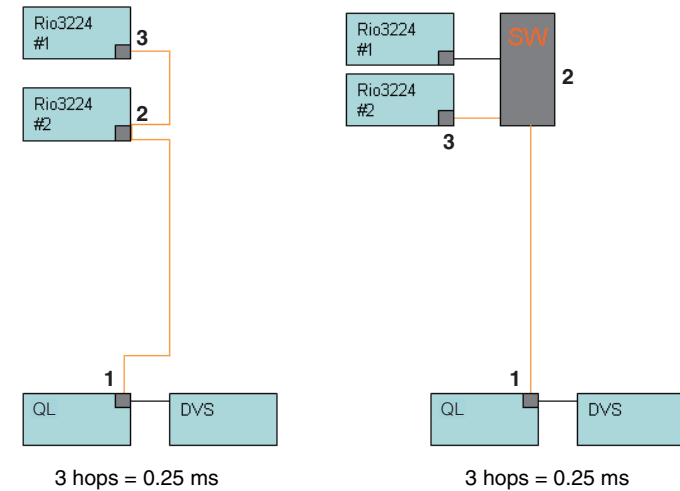 Rio3224
#1
3
Rio3224
#2
2
1
QL
DVS
3 hops = 0.25 ms
Rio3224
#1
SW
2
Rio3224
#2
3
1
QL
DVS
3 hops = 0.25 ms